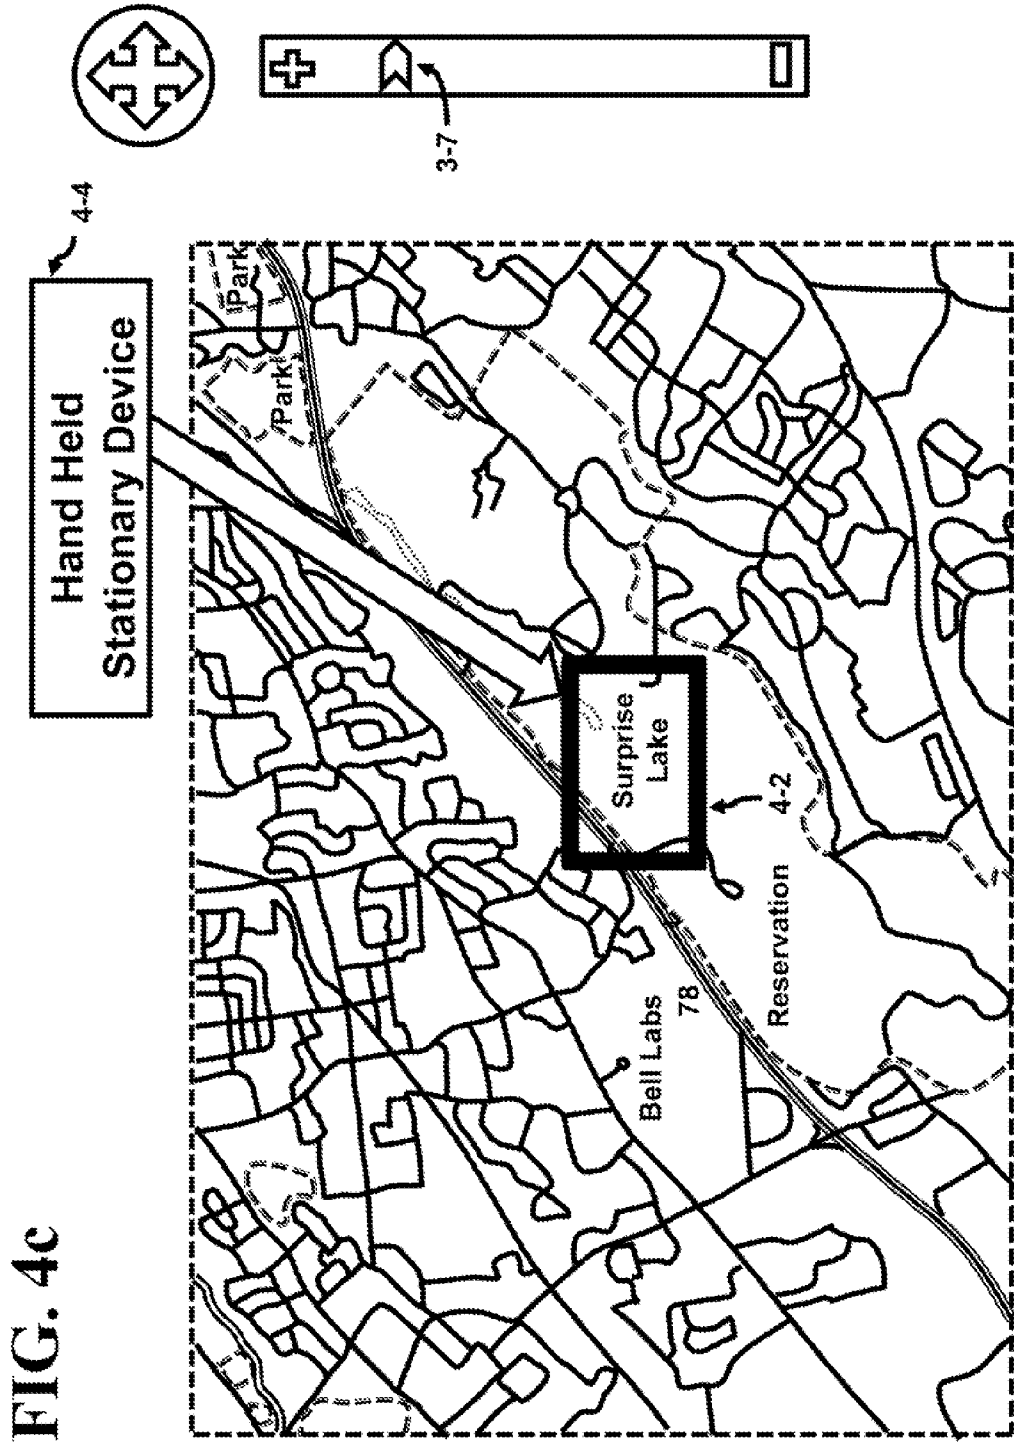 FIG. 4c
Hand Held
Stationary Device
4-4
3-7
Park
Park
Surprise
Lake
4-2
Reservation
78
Bell Labs